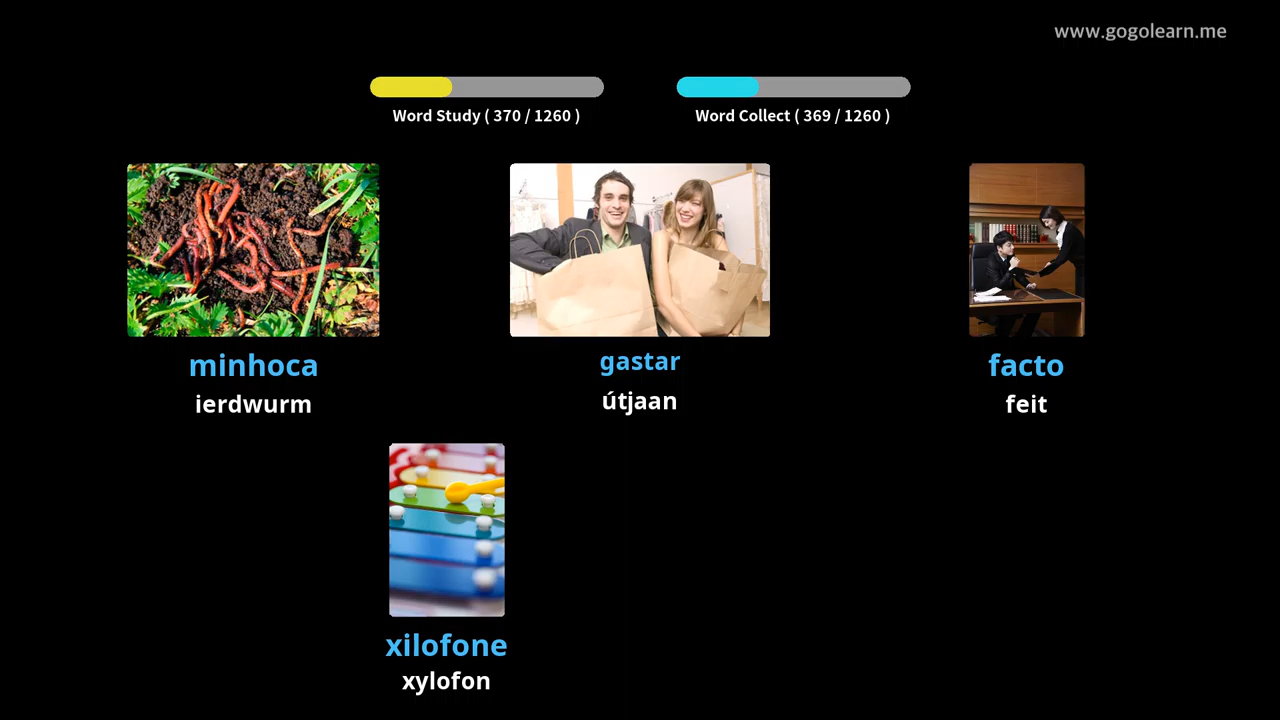 www.gogolearn.me
Word Study ( 370 / 1260 )
Word Collect ( 369 / 1260 )
minhoca
ierdwurm
gastar
útjaan
facto
feit
xilofone
xylofon